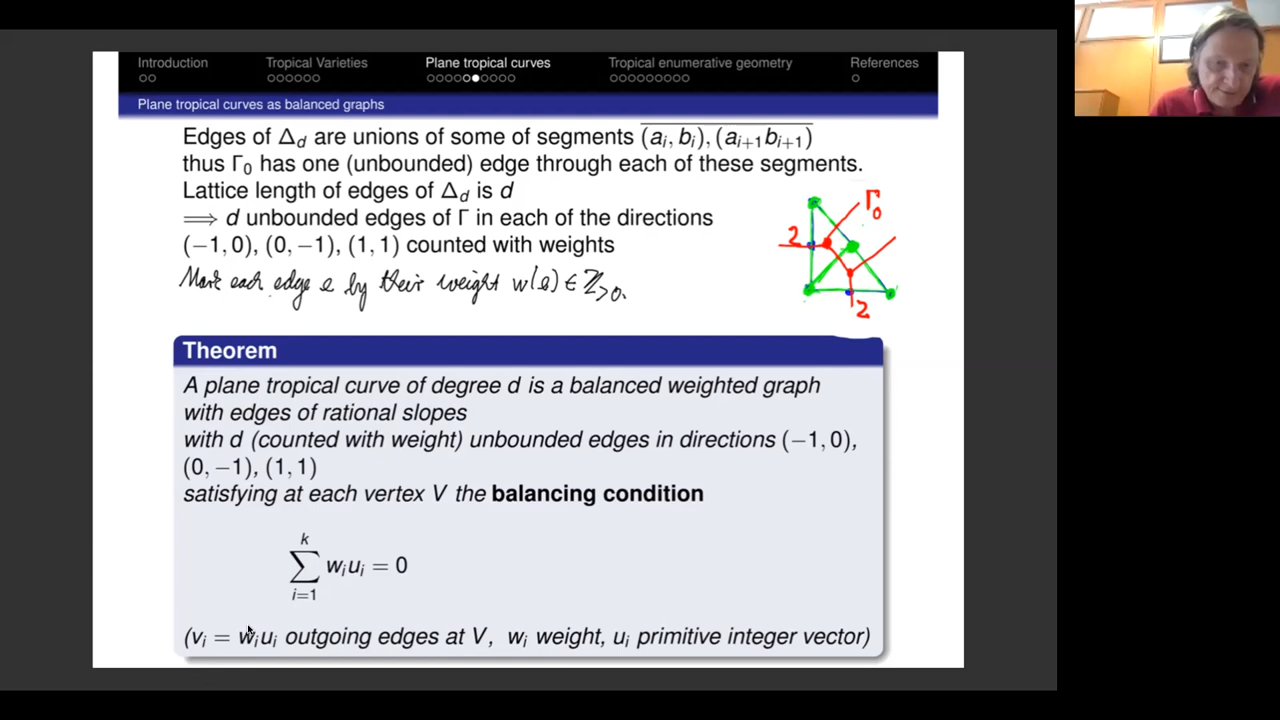 Introduction Tropical Varieties Plane tropical curves Tropical enumerative geometry References
Plane tropical curves as balanced graphs
Edges of Δ_d are unions of some of segments \overline{(a_i, b_i), (a_{i+1}b_{i+1})}
thus Γ_0 has one (unbounded) edge through each of these segments.
Lattice length of edges of Δ_d is d
⟹ d unbounded edges of Γ in each of the directions
(−1, 0), (0, −1), (1, 1) counted with weights
Mark each edge e by their weight w(e) ∈ ℤ_{>0}.
Γ_0
2
2
Theorem
A plane tropical curve of degree d is a balanced weighted graph
with edges of rational slopes
with d (counted with weight) unbounded edges in directions (−1, 0),
(0, −1), (1, 1)
satisfying at each vertex V the balancing condition
\sum_{i=1}^{k} w_i u_i = 0
(v_i = w_i u_i outgoing edges at V, w_i weight, u_i primitive integer vector)